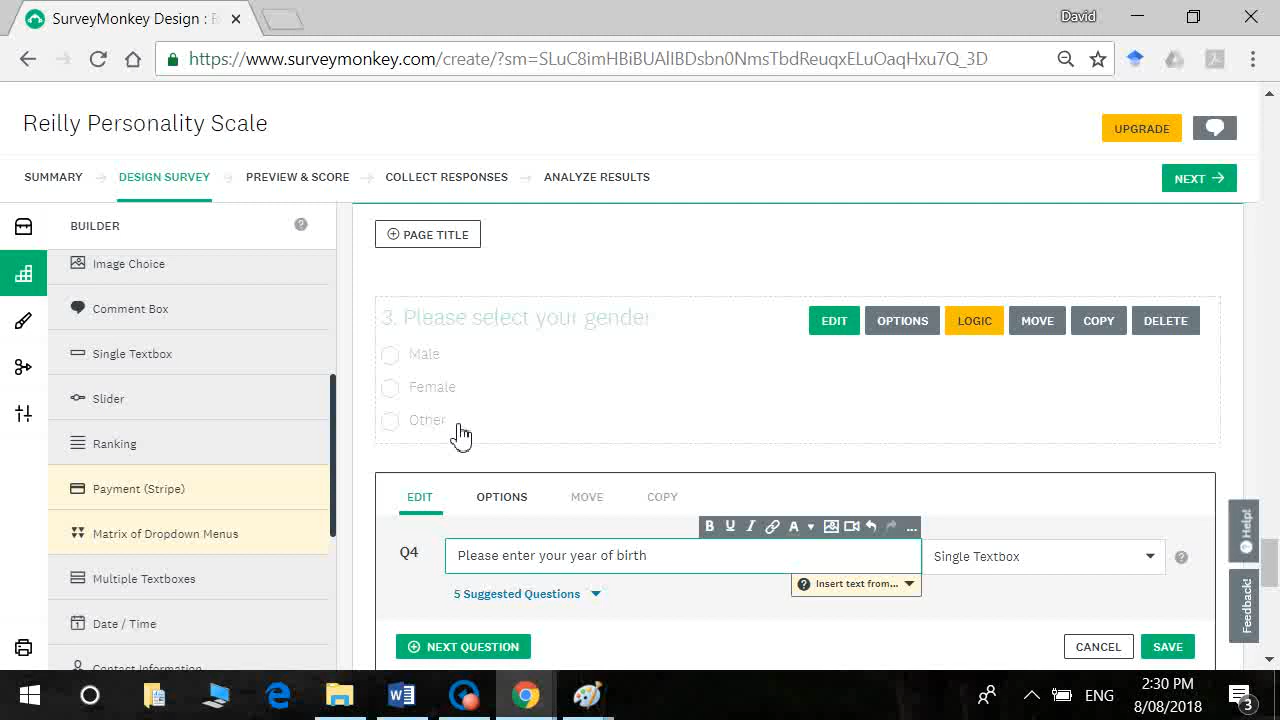 SurveyMonkey Design :
David
https://www.surveymonkey.com/create/?sm=SLuC8imHBiBUAlIBDsbn0NmsTbdReuqxELuOaqHxu7Q_3D
Reilly Personality Scale
UPGRADE
SUMMARY
DESIGN SURVEY
PREVIEW & SCORE
COLLECT RESPONSES
ANALYZE RESULTS
NEXT
BUILDER
Image Choice
Comment Box
Single Textbox
Slider
Ranking
Payment (Stripe)
Matrix of Dropdown Menus
Multiple Textboxes
Date / Time
Contact Information
PAGE TITLE
3. Please select your gender
EDIT
OPTIONS
LOGIC
MOVE
COPY
DELETE
Male
Female
Other
EDIT
OPTIONS
MOVE
COPY
B U I A ...
Q4
Please enter your year of birth
Single Textbox
Insert text from...
5 Suggested Questions
NEXT QUESTION
CANCEL
SAVE
Help!
Feedback!
ENG
2:30 PM
8/08/2018
3